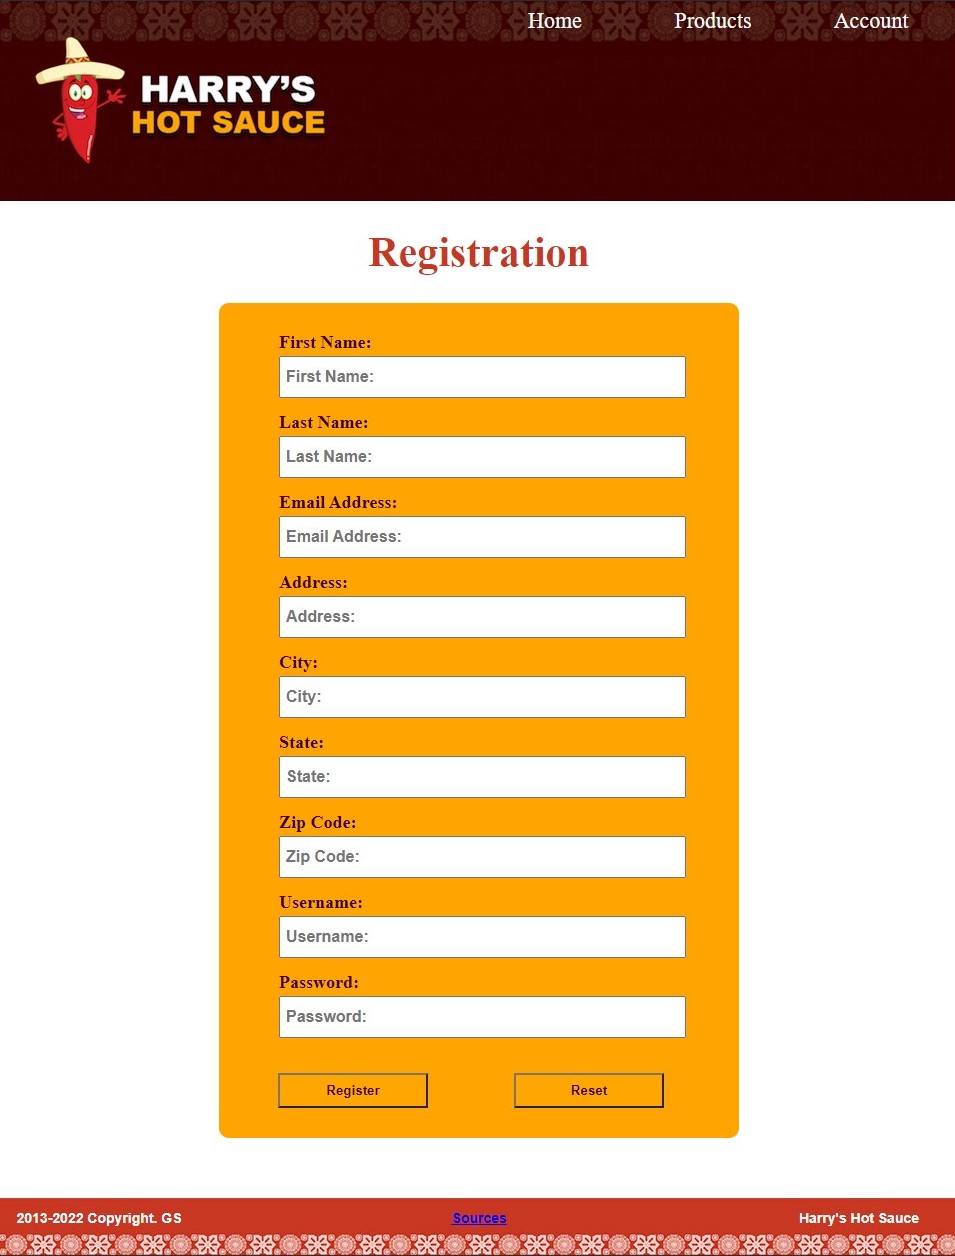 Home Products Account
HARRY'S
HOT SAUCE
Registration
First Name:
First Name:
Last Name:
Last Name:
Email Address:
Email Address:
Address:
Address:
City:
City:
State:
State:
Zip Code:
Zip Code:
Username:
Username:
Password:
Password:
Register Reset
2013-2022 Copyright. GS Sources Harry's Hot Sauce